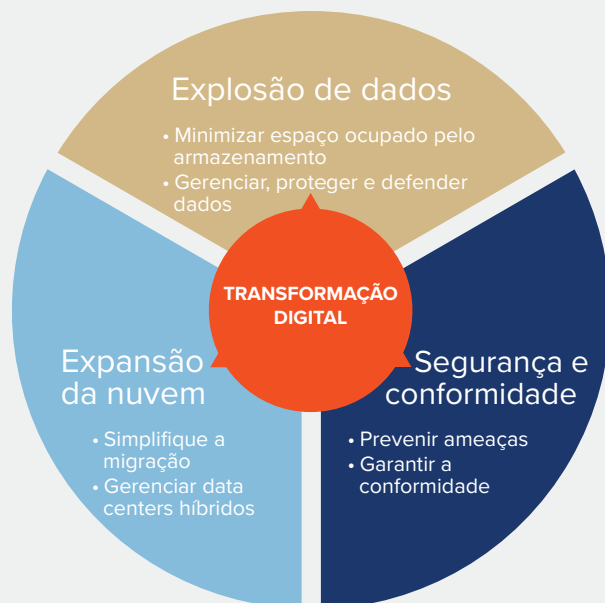 Explosão de dados
• Minimizar espaço ocupado pelo
armazenamento
• Gerenciar, proteger e defender
dados
TRANSFORMAÇÃO
DIGITAL
Expansão
da nuvem
• Simplifique a
migração
• Gerenciar data
centers híbridos
Segurança e
conformidade
• Prevenir ameaças
• Garantir a
conformidade